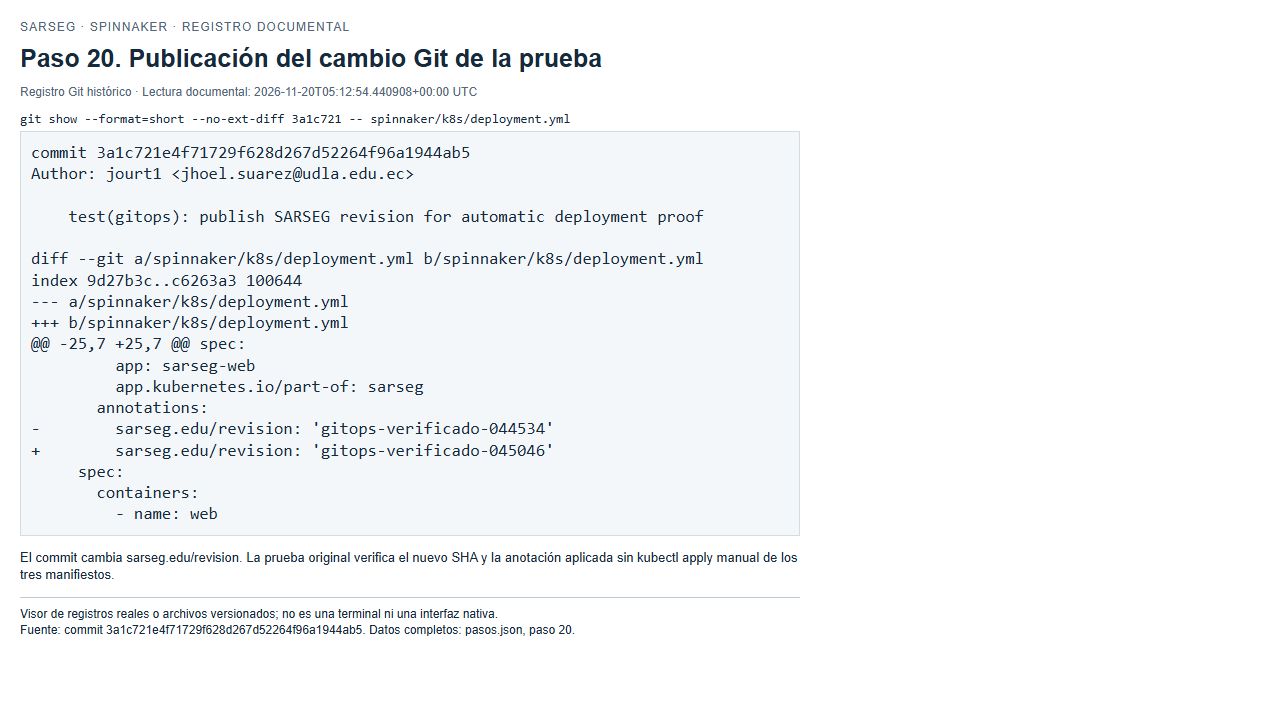 SARSEG · SPINNAKER · REGISTRO DOCUMENTAL
Paso 20. Publicación del cambio Git de la prueba
Registro Git histórico · Lectura documental: 2026-11-20T05:12:54.440908+00:00 UTC
git show --format=short --no-ext-diff 3a1c721 -- spinnaker/k8s/deployment.yml
commit 3a1c721e4f71729f628d267d52264f96a1944ab5
Author: jourt1 <jhoel.suarez@udla.edu.ec>
    test(gitops): publish SARSEG revision for automatic deployment proof
diff --git a/spinnaker/k8s/deployment.yml b/spinnaker/k8s/deployment.yml
index 9d27b3c..c6263a3 100644
--- a/spinnaker/k8s/deployment.yml
+++ b/spinnaker/k8s/deployment.yml
@@ -25,7 +25,7 @@ spec:
         app: sarseg-web
         app.kubernetes.io/part-of: sarseg
       annotations:
-        sarseg.edu/revision: 'gitops-verificado-044534'
+        sarseg.edu/revision: 'gitops-verificado-045046'
     spec:
       containers:
         - name: web
El commit cambia sarseg.edu/revision. La prueba original verifica el nuevo SHA y la anotación aplicada sin kubectl apply manual de los
tres manifiestos.
Visor de registros reales o archivos versionados; no es una terminal ni una interfaz nativa.
Fuente: commit 3a1c721e4f71729f628d267d52264f96a1944ab5. Datos completos: pasos.json, paso 20.